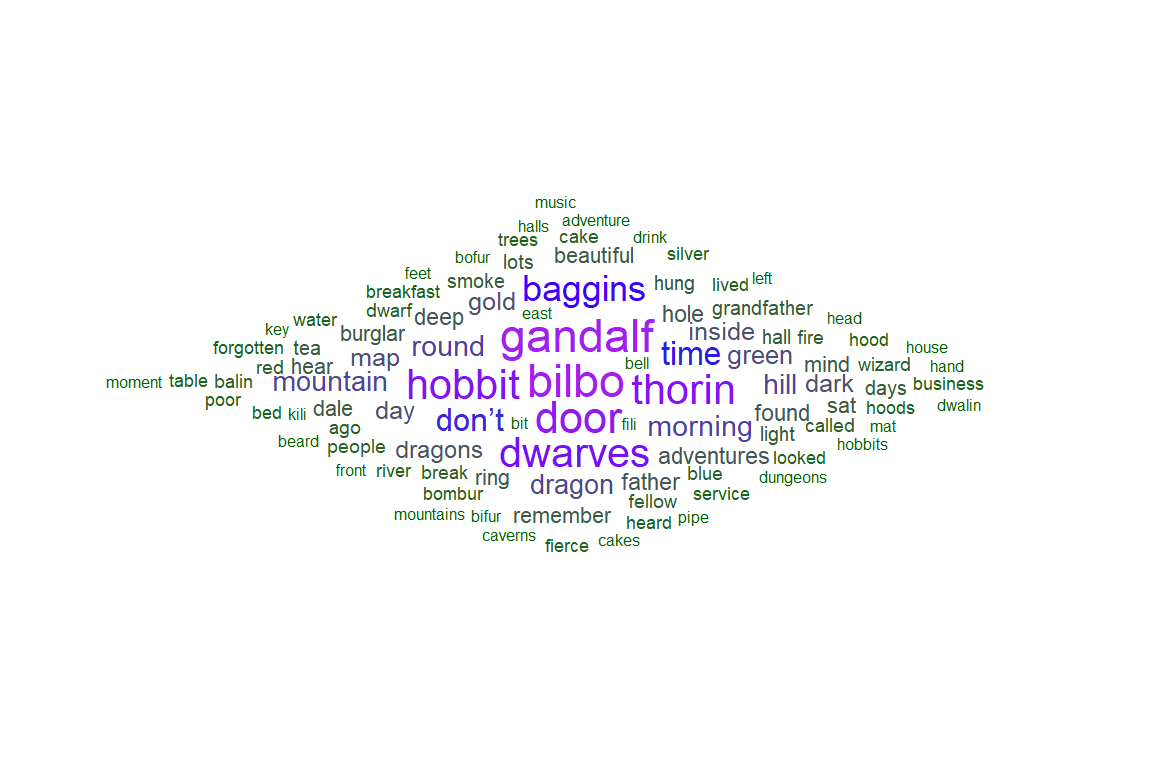 music
halls adventure
trees cake drink
bofur lots beautiful silver
feet smoke baggins hung lived left
breakfast gold east hole grandfather
key water dwarf deep gandalf inside hall fire head
forgotten tea burglar round time green hood house
red hear map bell mind wizard hand
moment table balin mountain hobbit bilbo thorin hill dark days business
poor bed kili dale day don’t bit door fili morning found sat hoods dwalin
ago light called mat
beard people dragons dwarves adventures looked hobbits
front river break ring dragon father blue dungeons
bombur fellow service
mountains bifur remember heard pipe
caverns fierce cakes